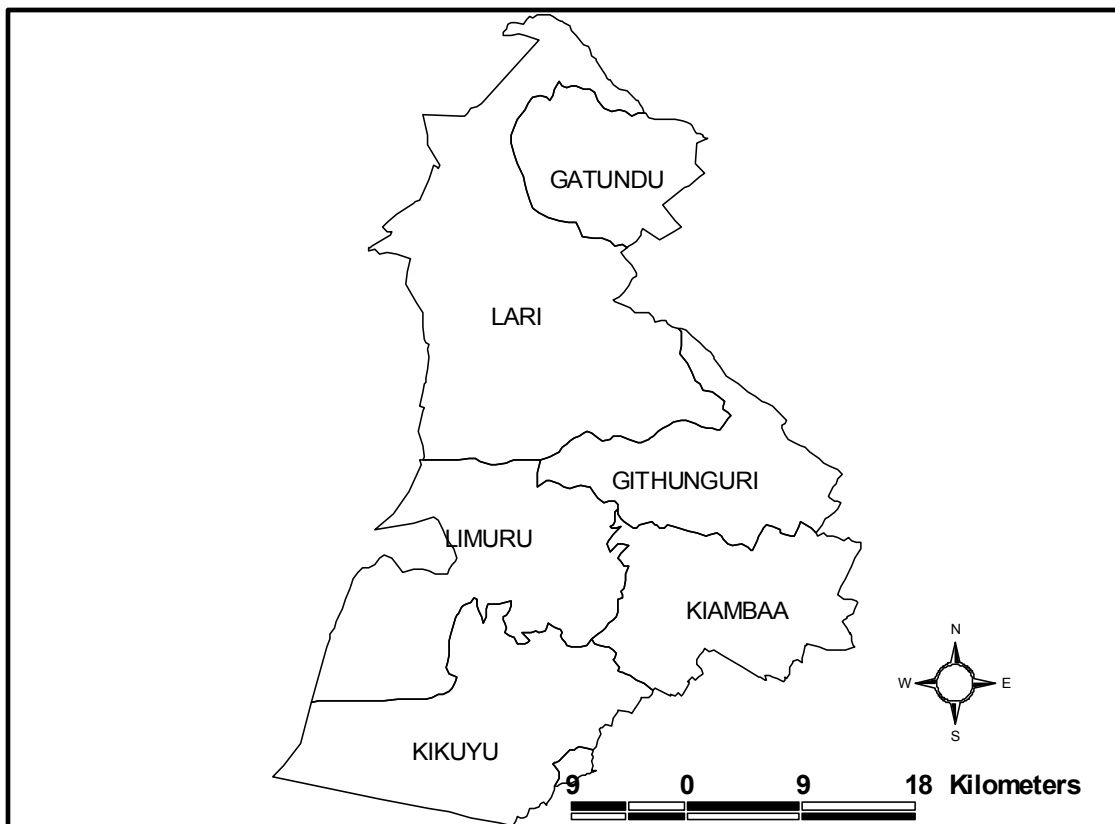 GATUNDU
LARI
GITHUNGURI
LIMURU
KIAMBAA
N
W E
S
KIKUYU
9 0 9 18 Kilometers